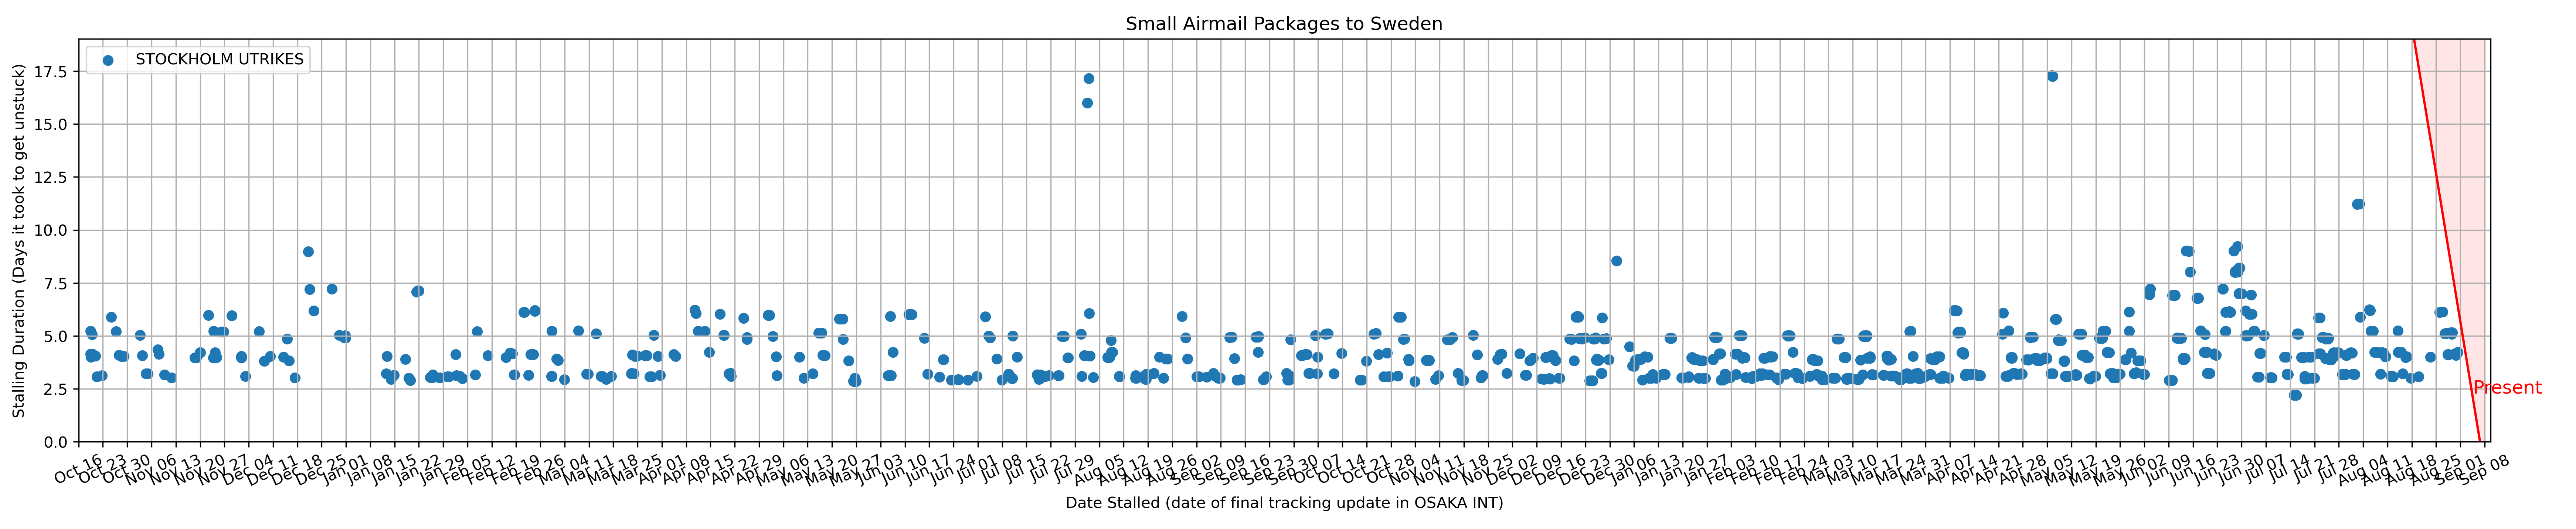 Small Airmail Packages to Sweden
STOCKHOLM UTRIKES
Stalling Duration (Days it took to get unstuck)
17.5
15.0
12.5
10.0
7.5
5.0
2.5
0.0
Present
Oct 16
Oct 23
Oct 30
Nov 06
Nov 13
Nov 20
Nov 27
Dec 04
Dec 11
Dec 18
Dec 25
Jan 01
Jan 08
Jan 15
Jan 22
Jan 29
Feb 05
Feb 12
Feb 19
Feb 26
Mar 04
Mar 11
Mar 18
Mar 25
Apr 01
Apr 08
Apr 15
Apr 22
Apr 29
May 06
May 13
May 20
May 27
Jun 03
Jun 10
Jun 17
Jun 24
Jul 01
Jul 08
Jul 15
Jul 22
Jul 29
Aug 05
Aug 12
Aug 19
Aug 26
Sep 02
Sep 09
Sep 16
Sep 23
Sep 30
Oct 07
Oct 14
Oct 21
Oct 28
Nov 04
Nov 11
Nov 18
Nov 25
Dec 02
Dec 09
Dec 16
Dec 23
Dec 30
Jan 06
Jan 13
Jan 20
Jan 27
Feb 03
Feb 10
Feb 17
Feb 24
Mar 03
Mar 10
Mar 17
Mar 24
Mar 31
Apr 07
Apr 14
Apr 21
Apr 28
May 05
May 12
May 19
May 26
Jun 02
Jun 09
Jun 16
Jun 23
Jun 30
Jul 07
Jul 14
Jul 21
Jul 28
Aug 04
Aug 11
Aug 18
Aug 25
Sep 01
Sep 08
Date Stalled (date of final tracking update in OSAKA INT)